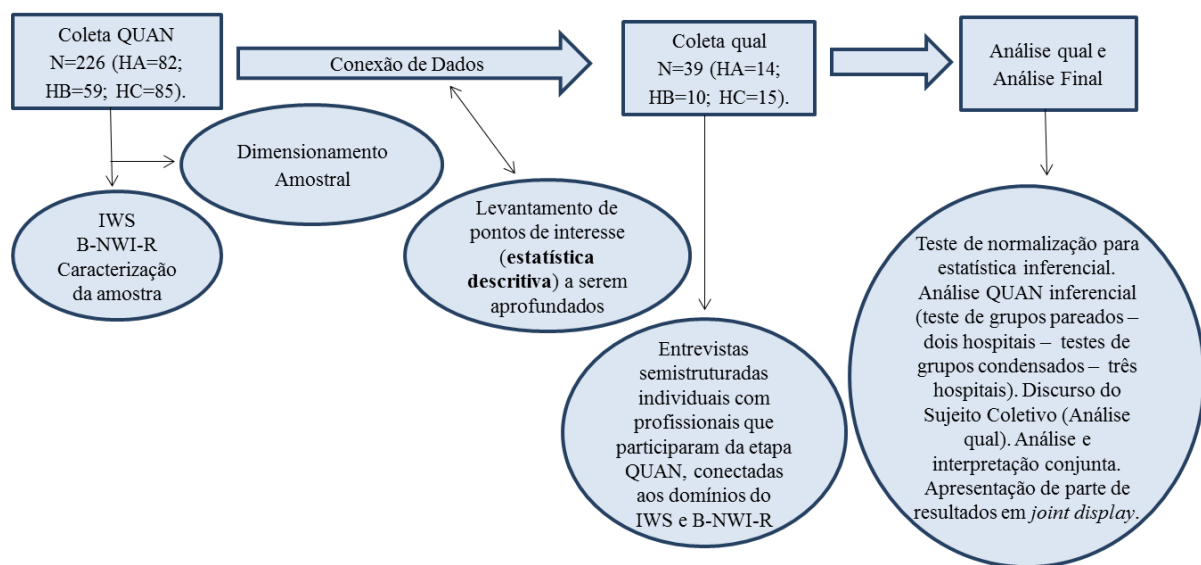 Coleta QUAN
N=226 (HA=82;
HB=59; HC=85).
Conexão de Dados
Coleta qual
N=39 (HA=14;
HB=10; HC=15).
Análise qual e
Análise Final
Dimensionamento
Amostral
IWS
B-NWI-R
Caracterização
da amostra
Levantamento de
pontos de interesse
(estatística
descritiva) a serem
aprofundados
Entrevistas
semistruturadas
individuais com
profissionais que
participaram da etapa
QUAN, conectadas
aos domínios do
IWS e B-NWI-R
Teste de normalização para
estatística inferencial.
Análise QUAN inferencial
(teste de grupos pareados –
dois hospitais – testes de
grupos condensados – três
hospitais). Discurso do
Sujeito Coletivo (Análise
qual). Análise e
interpretação conjunta.
Apresentação de parte de
resultados em joint display.